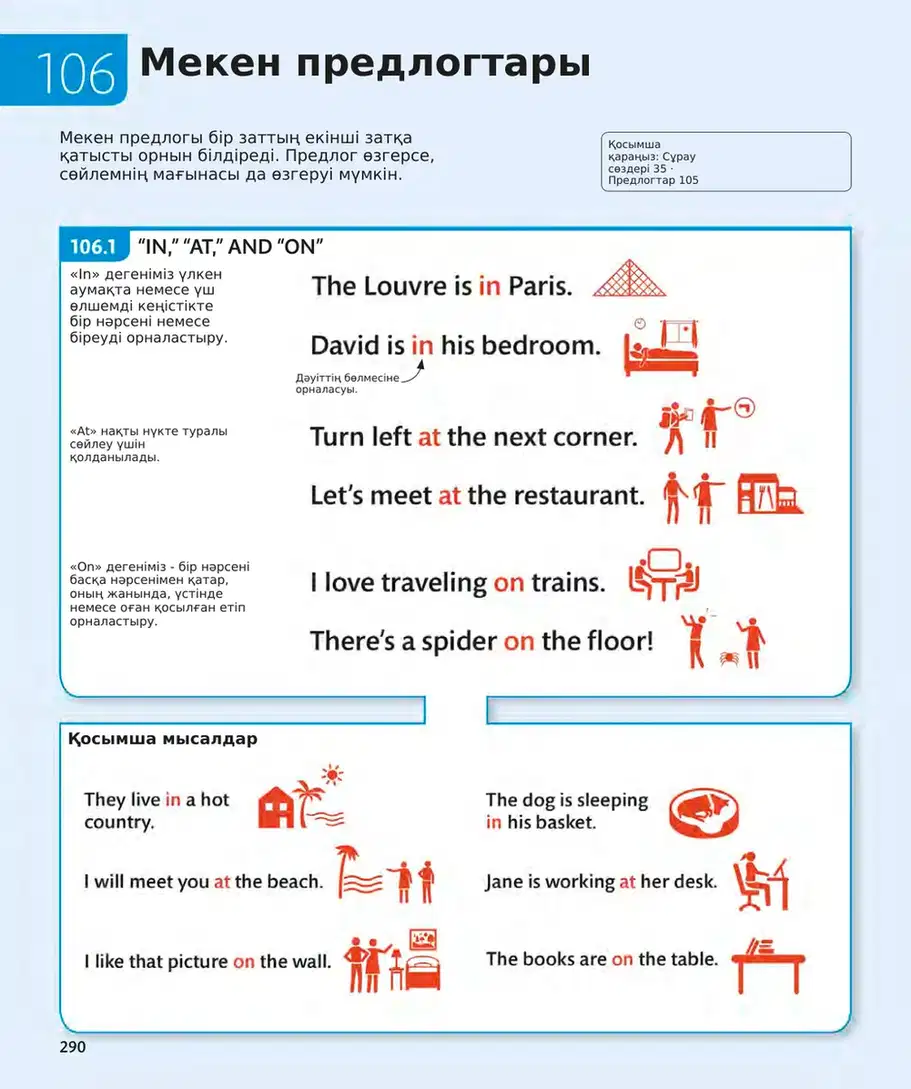 106
Мекен предлогтары
Мекен предлогы бір заттың екінші затқа
қатысты орнын білдіреді. Предлог өзгерсе,
сөйлемнің мағынасы да өзгеруі мүмкін.
Қосымша
қараңыз: Сұрау
сөздері 35 ·
Предлогтар 105
106.1 “IN,” “AT,” AND “ON”
«In» дегеніміз үлкен
аумақта немесе үш
өлшемді кеңістікте
бір нәрсені немесе
біреуді орналастыру.
The Louvre is in Paris.
David is in his bedroom.
Дәуіттің бөлмесіне
орналасуы.
«At» нақты нүкте туралы
сөйлеу үшін
қолданылады.
Turn left at the next corner.
Let’s meet at the restaurant.
«On» дегеніміз - бір нәрсені
басқа нәрсенімен қатар,
оның жанында, үстінде
немесе оған қосылған етіп
орналастыру.
I love traveling on trains.
There’s a spider on the floor!
Қосымша мысалдар
They live in a hot
country.
I will meet you at the beach.
I like that picture on the wall.
The dog is sleeping
in his basket.
Jane is working at her desk.
The books are on the table.
290